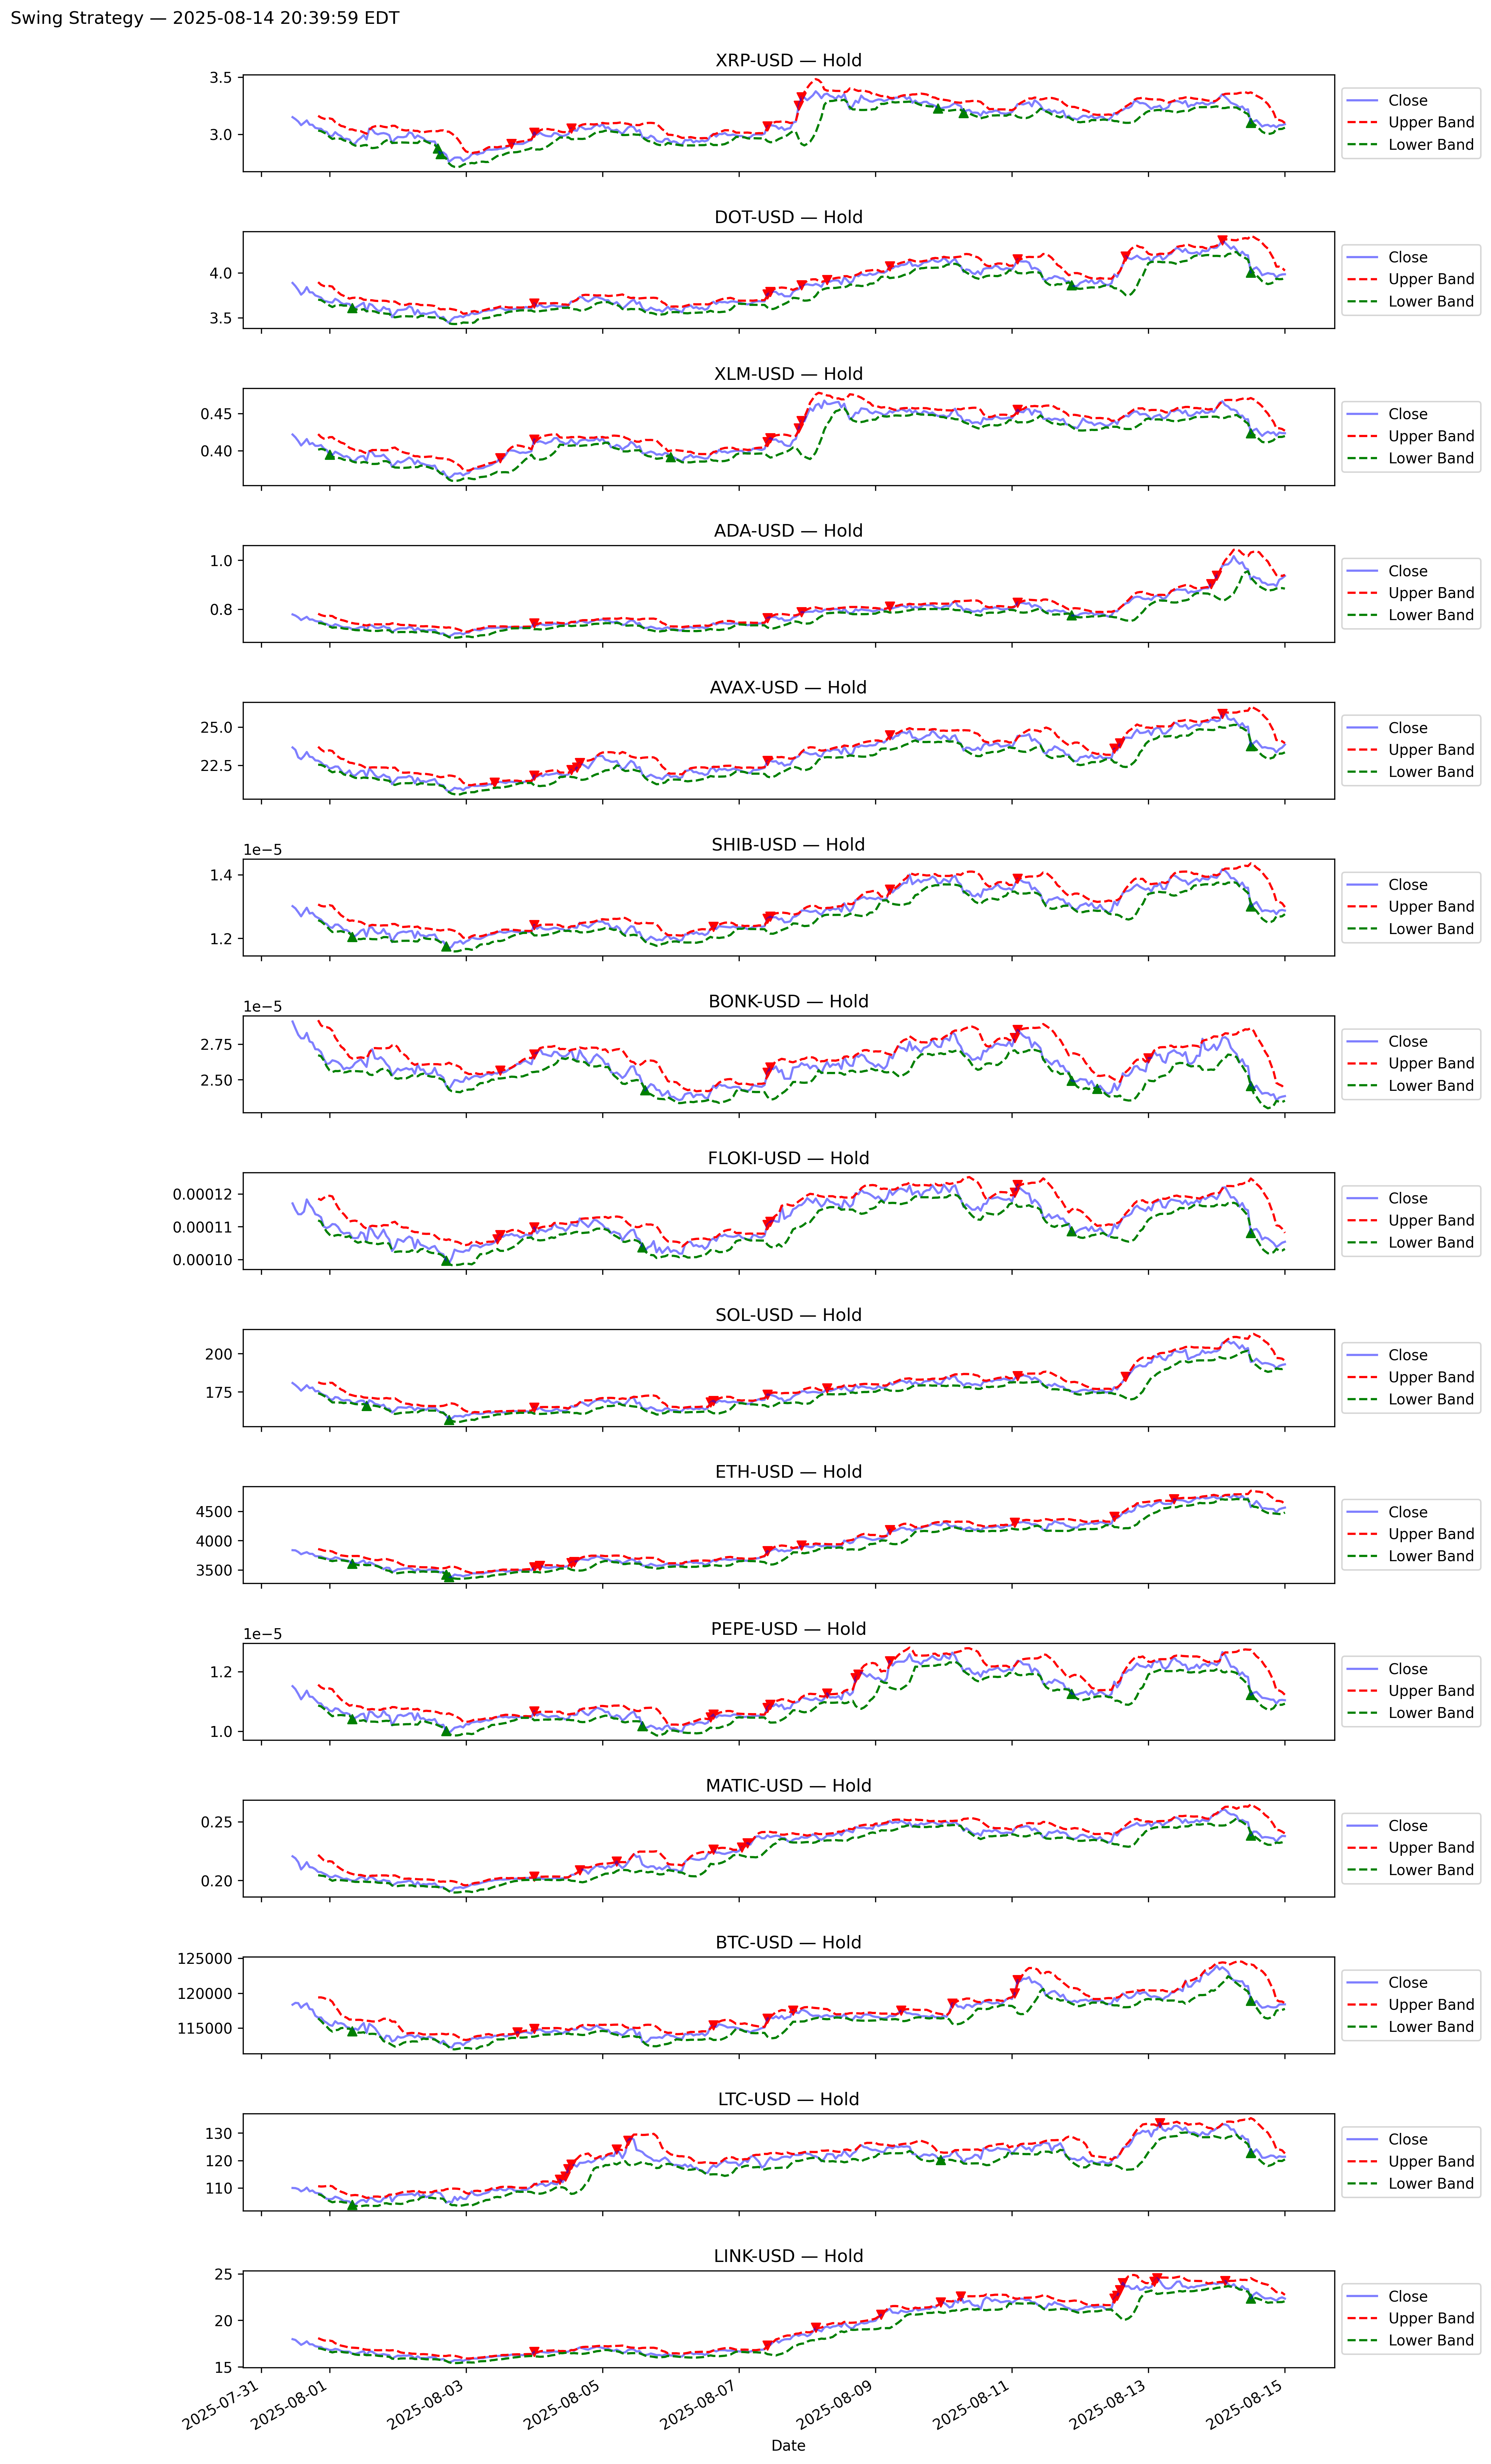 Swing Strategy — 2025-08-14 20:39:59 EDT
XRP-USD — Hold
3.5
3.0
Close
Upper Band
Lower Band
DOT-USD — Hold
4.0
3.5
Close
Upper Band
Lower Band
XLM-USD — Hold
0.45
0.40
Close
Upper Band
Lower Band
ADA-USD — Hold
1.0
0.8
Close
Upper Band
Lower Band
AVAX-USD — Hold
25.0
22.5
Close
Upper Band
Lower Band
SHIB-USD — Hold
1e−5
1.4
1.2
Close
Upper Band
Lower Band
BONK-USD — Hold
1e−5
2.75
2.50
Close
Upper Band
Lower Band
FLOKI-USD — Hold
0.00012
0.00011
0.00010
Close
Upper Band
Lower Band
SOL-USD — Hold
200
175
Close
Upper Band
Lower Band
ETH-USD — Hold
4500
4000
3500
Close
Upper Band
Lower Band
PEPE-USD — Hold
1e−5
1.2
1.0
Close
Upper Band
Lower Band
MATIC-USD — Hold
0.25
0.20
Close
Upper Band
Lower Band
BTC-USD — Hold
125000
120000
115000
Close
Upper Band
Lower Band
LTC-USD — Hold
130
120
110
Close
Upper Band
Lower Band
LINK-USD — Hold
25
20
15
Close
Upper Band
Lower Band
2025-07-31
2025-08-01
2025-08-03
2025-08-05
2025-08-07
2025-08-09
2025-08-11
2025-08-13
2025-08-15
Date